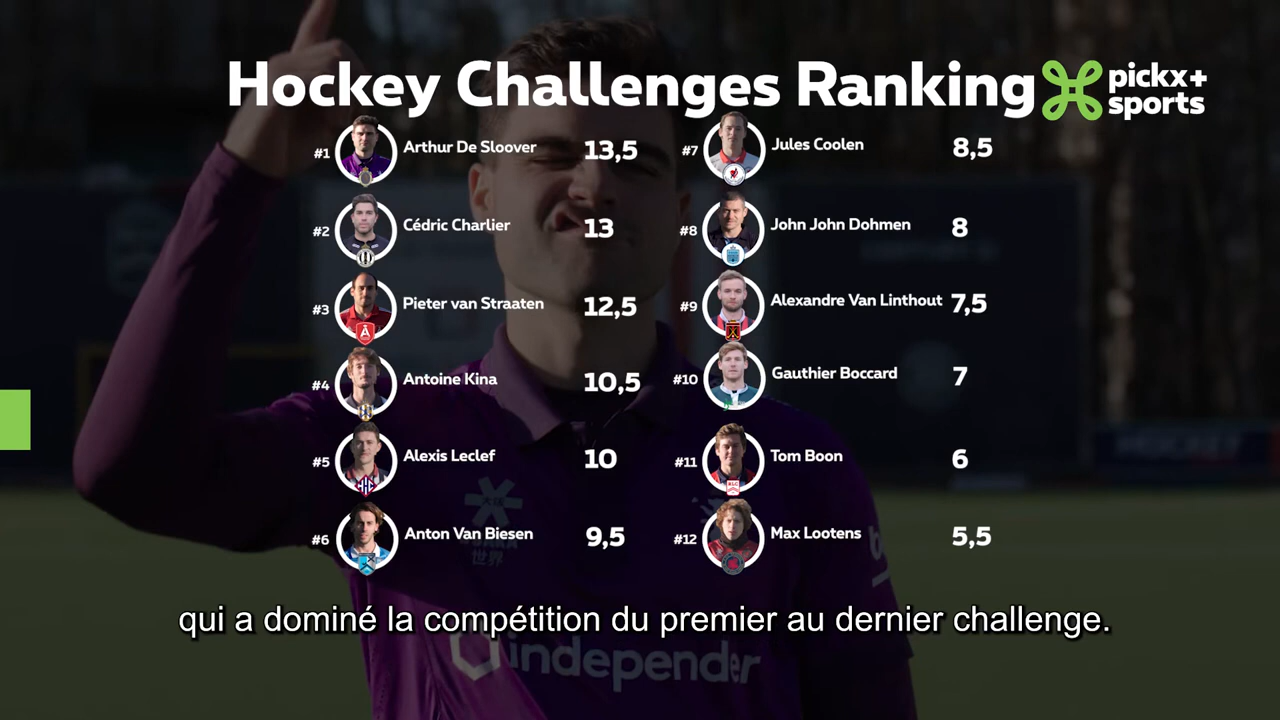 Hockey Challenges Ranking
pickx+
sports
#1 Arthur De Sloover 13,5
#2 Cédric Charlier 13
#3 Pieter van Straaten 12,5
#4 Antoine Kina 10,5
#5 Alexis Leclef 10
#6 Anton Van Biesen 9,5
#7 Jules Coolen 8,5
#8 John John Dohmen 8
#9 Alexandre Van Linthout 7,5
#10 Gauthier Boccard 7
#11 Tom Boon 6
#12 Max Lootens 5,5
世界
qui a dominé la compétition du premier au dernier challenge.
independer